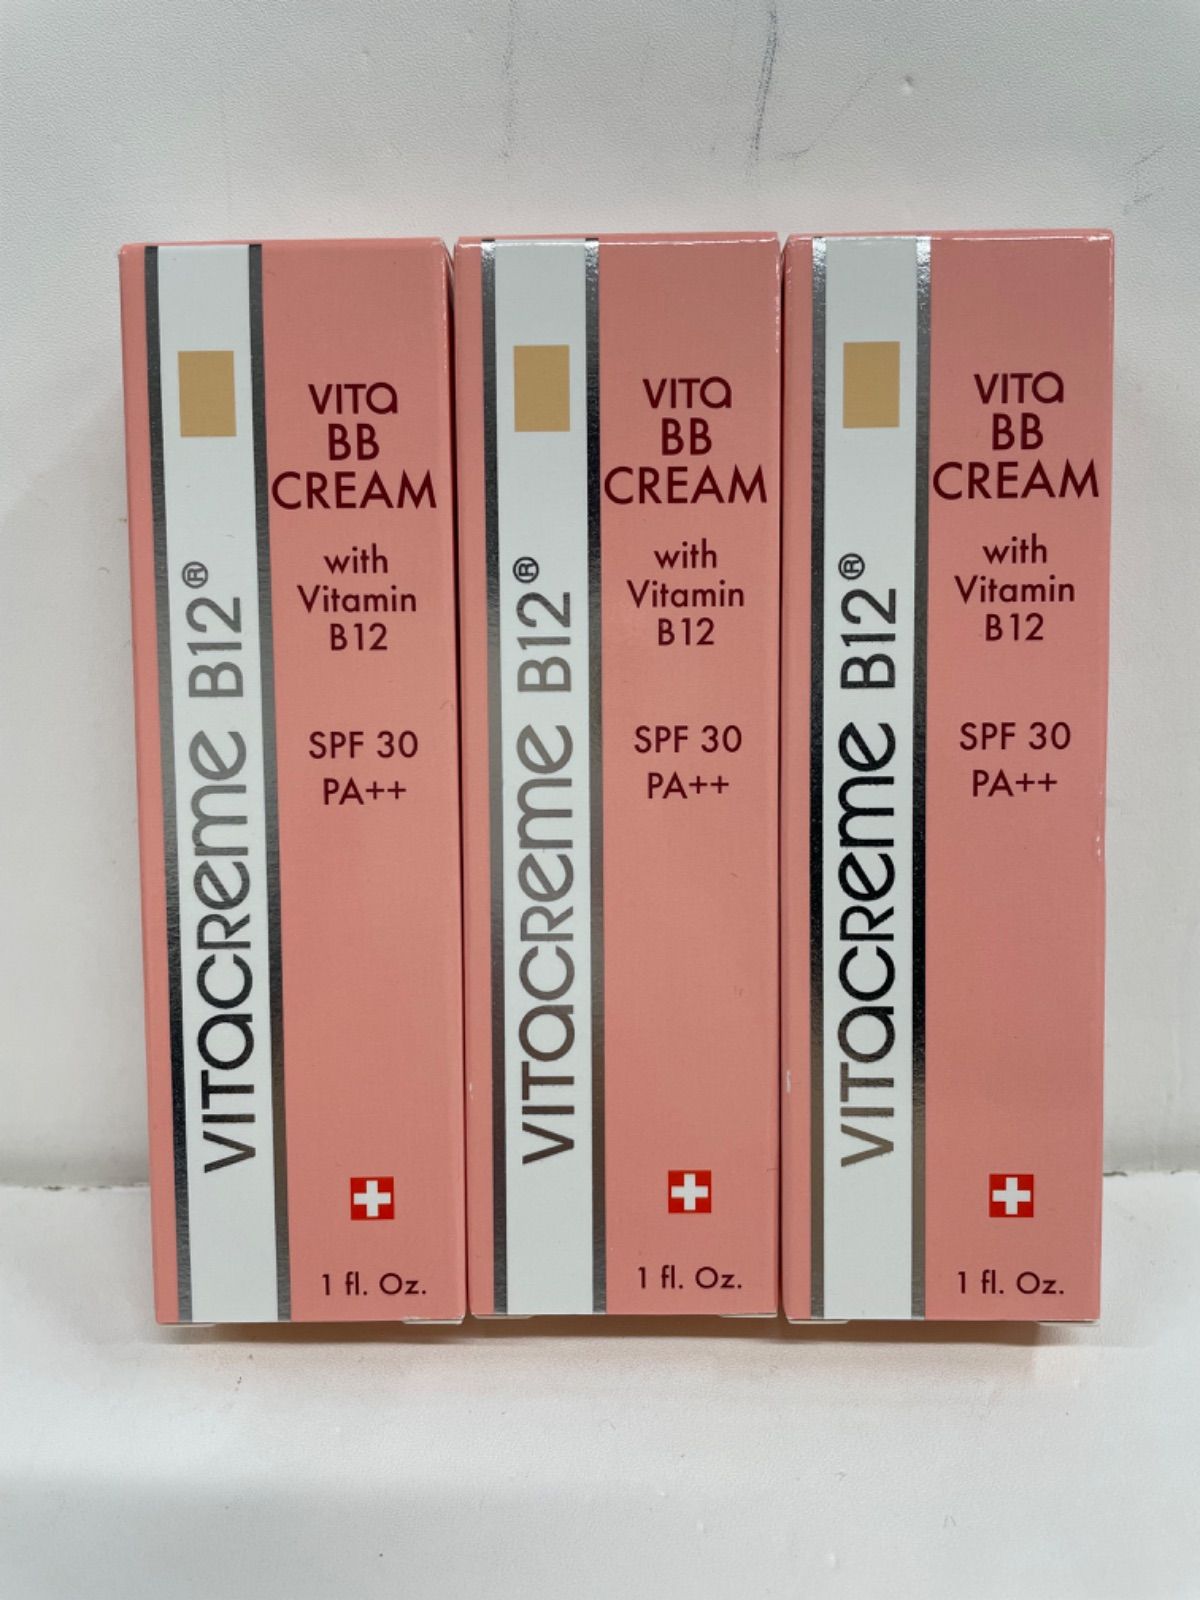 VITACREME B12®
VITA
BB
CREAM
with
Vitamin
B12
SPF 30
PA++
1 fl. Oz.
VITACREME B12®
VITA
BB
CREAM
with
Vitamin
B12
SPF 30
PA++
1 fl. Oz.
VITACREME B12®
VITA
BB
CREAM
with
Vitamin
B12
SPF 30
PA++
1 fl. Oz.